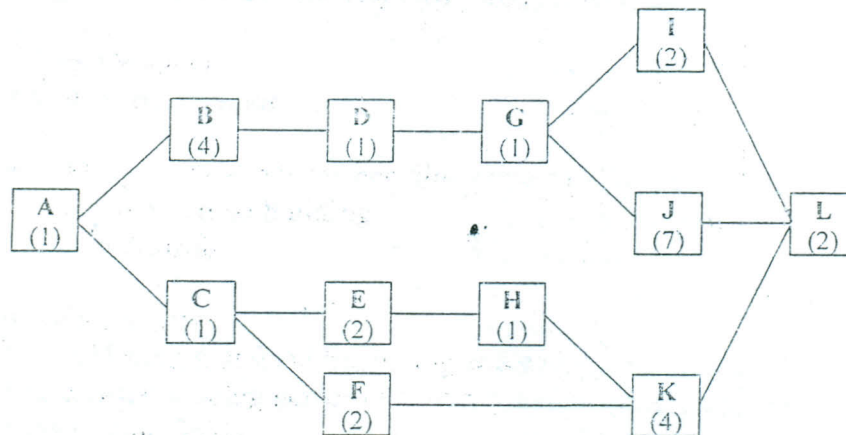 I
(2)
B
(4)
D
(1)
G
(1)
A
(1)
J
(7)
L
(2)
C
(1)
E
(2)
H
(1)
F
(2)
K
(4)